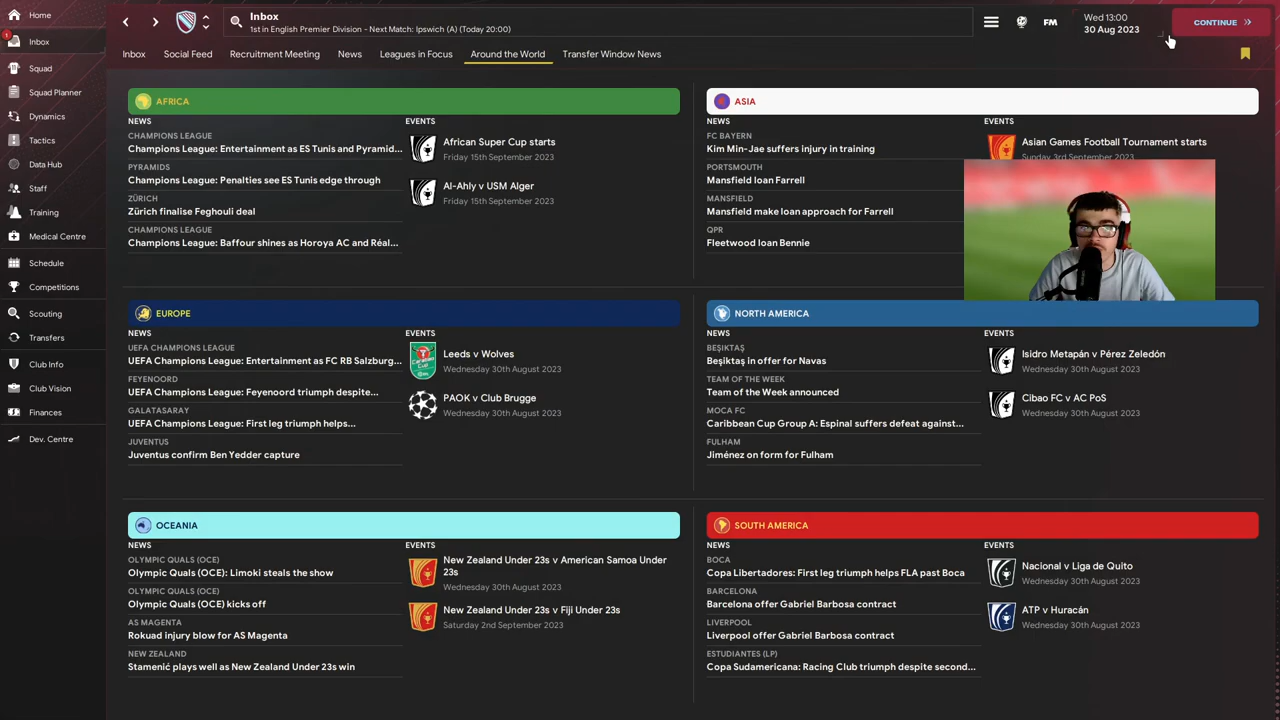 Home
1
Inbox
Squad
Squad Planner
Dynamics
Tactics
Data Hub
Staff
Training
Medical Centre
Schedule
Competitions
Scouting
Transfers
Club Info
Club Vision
Finances
Dev. Centre
Inbox
1st in English Premier Division - Next Match: Ipswich (A) (Today 20:00)
FM
Wed 13:00
30 Aug 2023
CONTINUE
Inbox
Social Feed
Recruitment Meeting
News
Leagues in Focus
Around the World
Transfer Window News
AFRICA
NEWS
CHAMPIONS LEAGUE
Champions League: Entertainment as ES Tunis and Pyramid...
PYRAMIDS
Champions League: Penalties see ES Tunis edge through
ZÜRICH
Zürich finalise Feghouli deal
CHAMPIONS LEAGUE
Champions League: Baffour shines as Horoya AC and Réal...
EVENTS
African Super Cup starts
Friday 15th September 2023
Al-Ahly v USM Alger
Friday 15th September 2023
ASIA
NEWS
FC BAYERN
Kim Min-Jae suffers injury in training
PORTSMOUTH
Mansfield loan Farrell
MANSFIELD
Mansfield make loan approach for Farrell
QPR
Fleetwood loan Bennie
EVENTS
Asian Games Football Tournament starts
Sunday 3rd September 2023
EUROPE
NEWS
UEFA CHAMPIONS LEAGUE
UEFA Champions League: Entertainment as FC RB Salzburg...
FEYENOORD
UEFA Champions League: Feyenoord triumph despite...
GALATASARAY
UEFA Champions League: First leg triumph helps...
JUVENTUS
Juventus confirm Ben Yedder capture
EVENTS
Leeds v Wolves
Wednesday 30th August 2023
PAOK v Club Brugge
Wednesday 30th August 2023
NORTH AMERICA
NEWS
BEŞIKTAŞ
Beşiktaş in offer for Navas
TEAM OF THE WEEK
Team of the Week announced
MOCA FC
Caribbean Cup Group A: Espinal suffers defeat against...
FULHAM
Jiménez on form for Fulham
EVENTS
Isidro Metapán v Pérez Zeledón
Wednesday 30th August 2023
Cibao FC v AC PoS
Wednesday 30th August 2023
OCEANIA
NEWS
OLYMPIC QUALS (OCE)
Olympic Quals (OCE): Limoki steals the show
OLYMPIC QUALS (OCE)
Olympic Quals (OCE) kicks off
AS MAGENTA
Rokuad injury blow for AS Magenta
NEW ZEALAND
Stamenić plays well as New Zealand Under 23s win
EVENTS
New Zealand Under 23s v American Samoa Under
23s
Wednesday 30th August 2023
New Zealand Under 23s v Fiji Under 23s
Saturday 2nd September 2023
SOUTH AMERICA
NEWS
BOCA
Copa Libertadores: First leg triumph helps FLA past Boca
BARCELONA
Barcelona offer Gabriel Barbosa contract
LIVERPOOL
Liverpool offer Gabriel Barbosa contract
ESTUDIANTES (LP)
Copa Sudamericana: Racing Club triumph despite second...
EVENTS
Nacional v Liga de Quito
Wednesday 30th August 2023
ATP v Huracán
Wednesday 30th August 2023